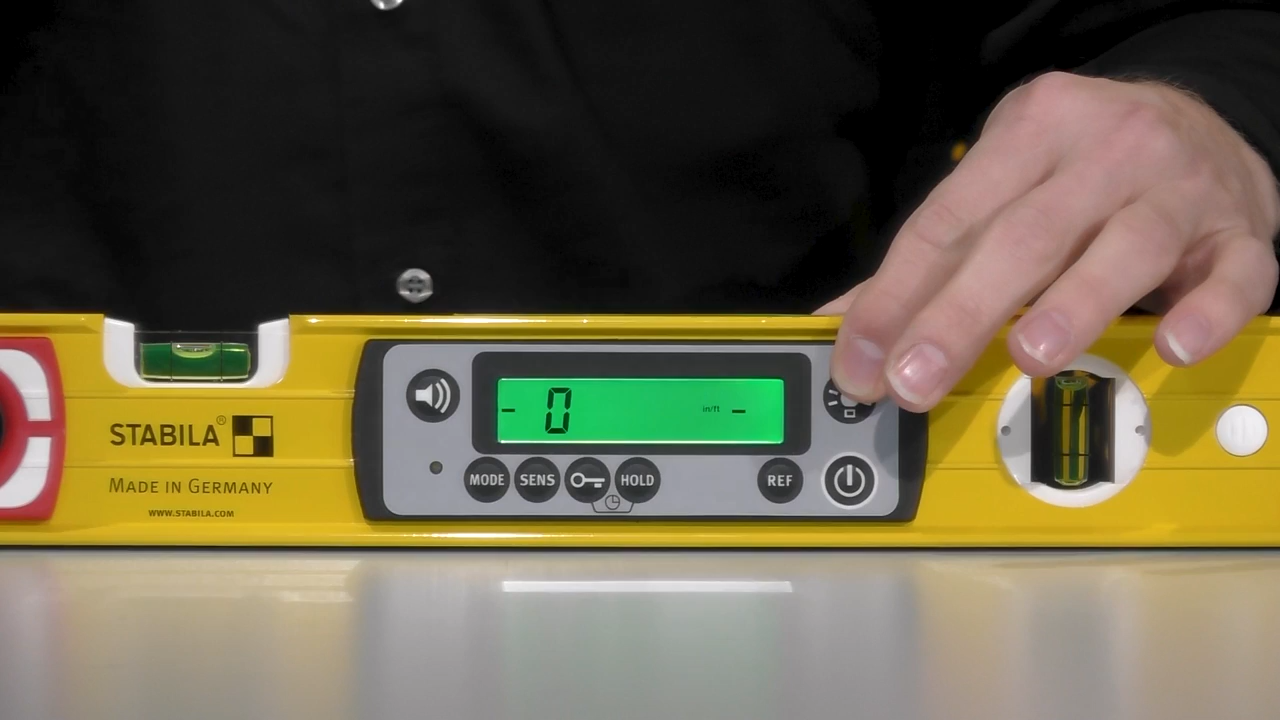 STABILA®
MADE IN GERMANY
WWW.STABILA.COM
- 0 in/ft -
MODE SENS HOLD REF